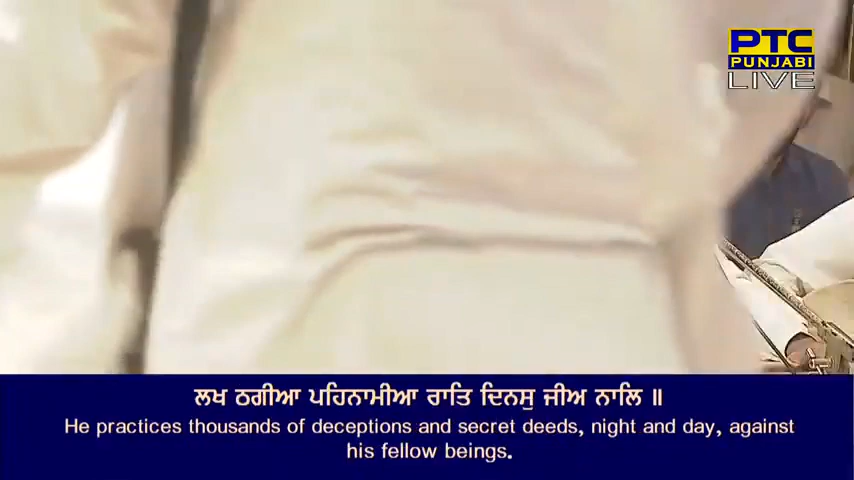 PTC
PUNJABI
LIVE
ਲਖ ਠਗੀਆ ਪਹਿਨਾਮੀਆ ਰਾਤਿ ਦਿਨਸੁ ਜੀਅ ਨਾਲਿ ॥
He practices thousands of deceptions and secret deeds, night and day, against
his fellow beings.